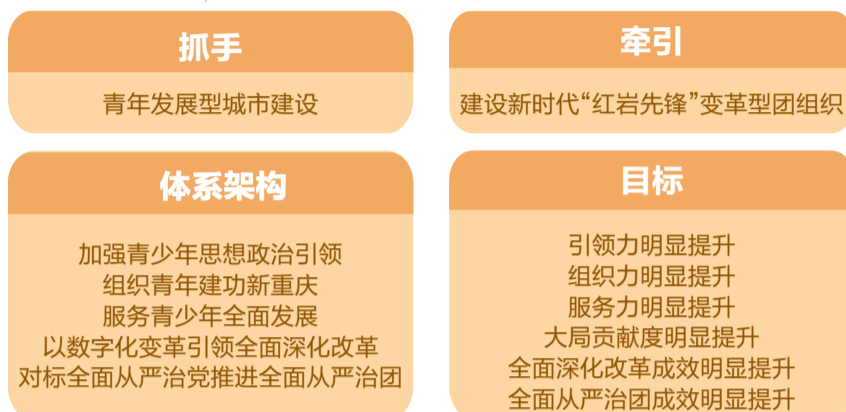 抓手
青年发展型城市建设
牵引
建设新时代“红岩先锋”变革型团组织
体系架构
加强青少年思想政治引领
组织青年建功新重庆
服务青少年全面发展
以数字化变革引领全面深化改革
对标全面从严治党推进全面从严治团
目标
引领力明显提升
组织力明显提升
服务力明显提升
大局贡献度明显提升
全面深化改革成效明显提升
全面从严治团成效明显提升